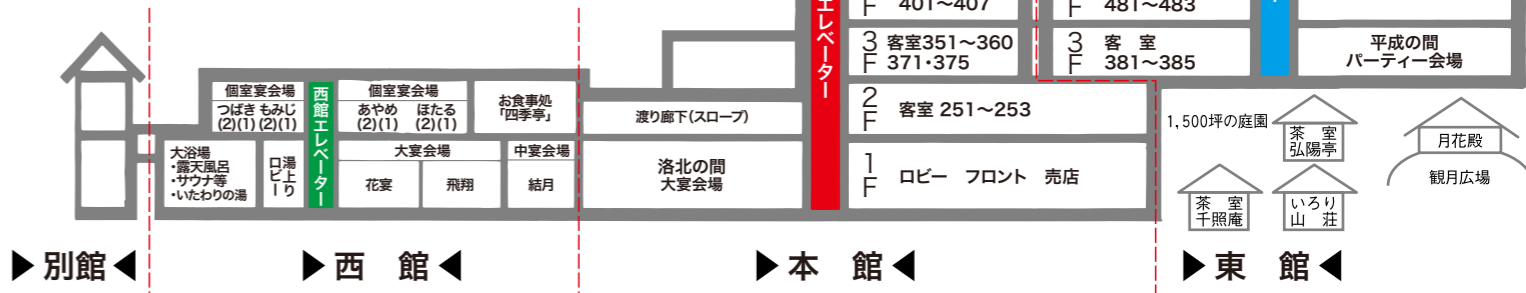 個室宴会場
つばき もみじ
(2)(1) (2)(1)
西館エレベーター
個室宴会場
あやめ ほたる
(2)(1) (2)(1)
お食事処
「四季亭」
大浴場
・露天風呂
・サウナ等
・いたわりの湯
湯上り
ロビー
大宴会場
花宴
飛翔
中宴会場
結月
渡り廊下(スロープ)
洛北の間
大宴会場
エレベーター
F 401〜407
3F 客室351〜360
371・375
2F 客室 251〜253
1F ロビー フロント 売店
F 481〜483
3F 客 室
381〜385
平成の間
パーティー会場
1,500坪の庭園
茶 室
弘陽亭
茶 室
千照庵
いろり
山 荘
月花殿
観月広場
▶別館◀
▶西 館◀
▶本 館◀
▶東 館◀